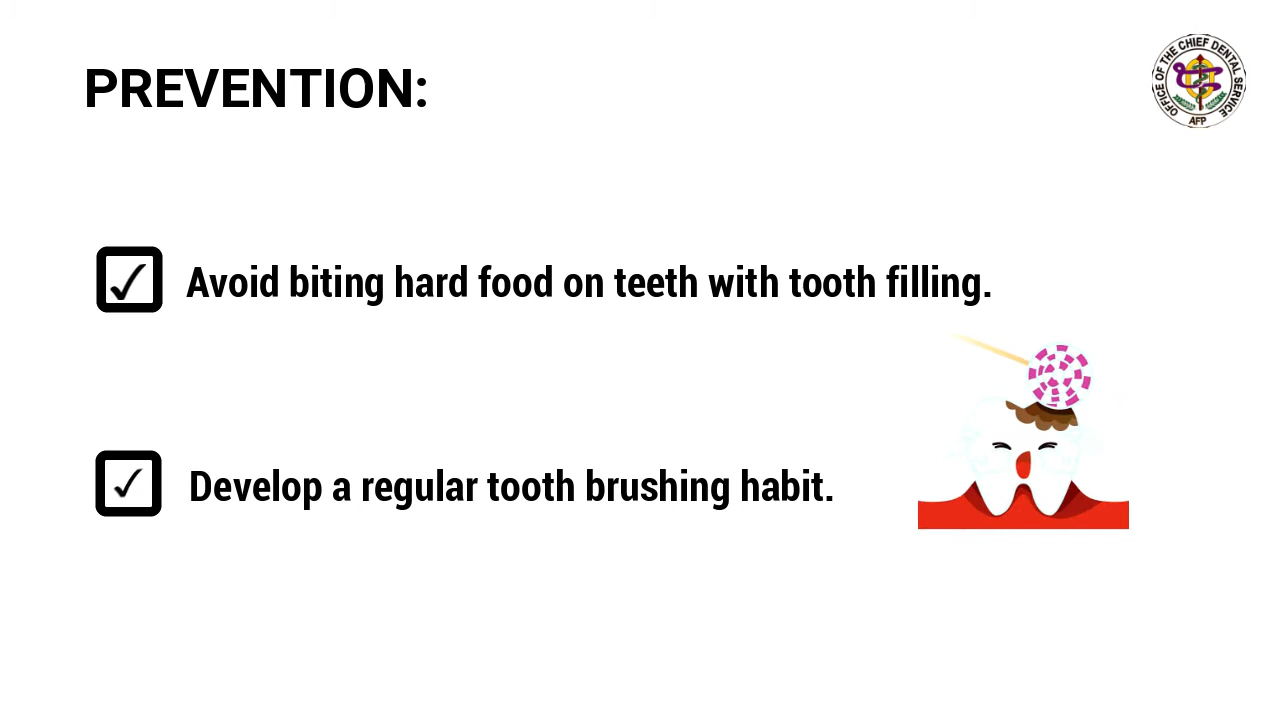 PREVENTION:
OFFICE OF THE CHIEF DENTAL SERVICE
AFP
Avoid biting hard food on teeth with tooth filling.
Develop a regular tooth brushing habit.